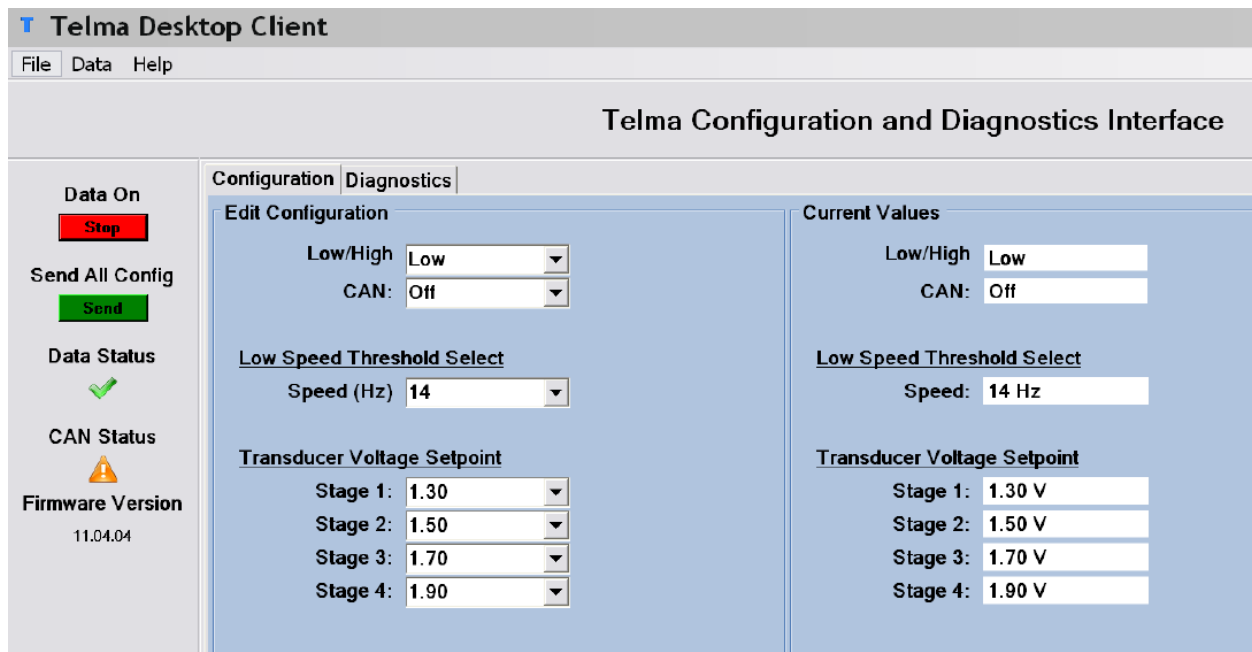 T Telma Desktop Client
File Data Help
Telma Configuration and Diagnostics Interface
Data On
Stop
Send All Config
Send
Data Status
CAN Status
Firmware Version
11.04.04
Configuration Diagnostics
Edit Configuration
Low/High Low
CAN: Off
Low Speed Threshold Select
Speed (Hz) 14
Transducer Voltage Setpoint
Stage 1: 1.30
Stage 2: 1.50
Stage 3: 1.70
Stage 4: 1.90
Current Values
Low/High Low
CAN: Off
Low Speed Threshold Select
Speed: 14 Hz
Transducer Voltage Setpoint
Stage 1: 1.30 V
Stage 2: 1.50 V
Stage 3: 1.70 V
Stage 4: 1.90 V